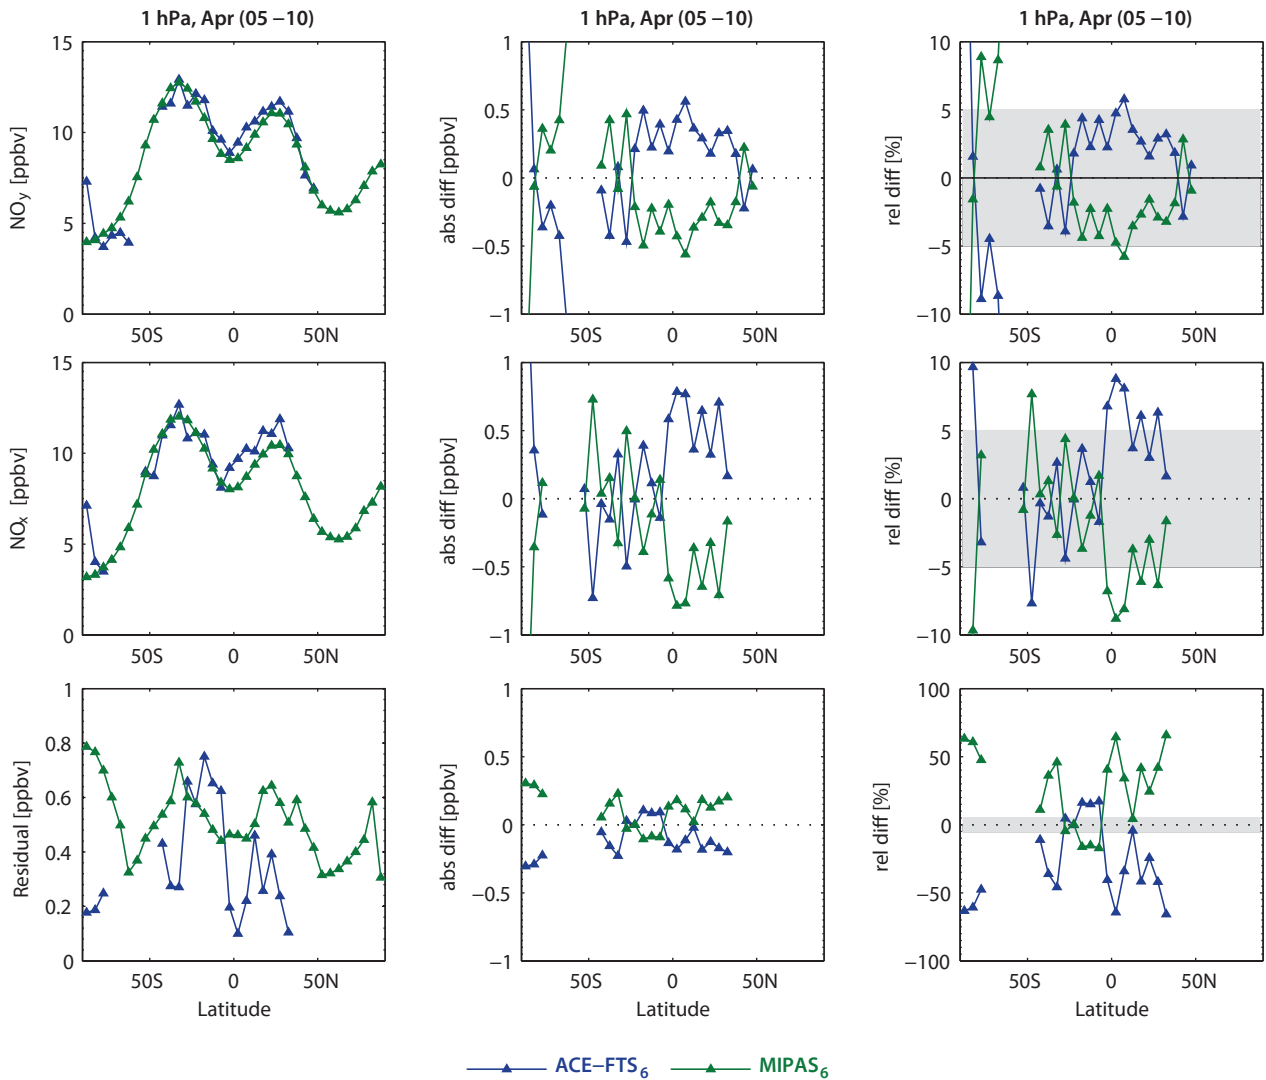 1 hPa, Apr (05 −10)
1 hPa, Apr (05 −10)
1 hPa, Apr (05 −10)
NOy [ppbv]
15
10
5
0
50S 0 50N
abs diff [ppbv]
1
0.5
0
−0.5
−1
50S 0 50N
rel diff [%]
10
5
0
−5
−10
50S 0 50N
NOx [ppbv]
15
10
5
0
50S 0 50N
abs diff [ppbv]
1
0.5
0
−0.5
−1
50S 0 50N
rel diff [%]
10
5
0
−5
−10
50S 0 50N
Residual [ppbv]
1
0.8
0.6
0.4
0.2
0
50S 0 50N
Latitude
abs diff [ppbv]
1
0.5
0
−0.5
−1
50S 0 50N
Latitude
rel diff [%]
100
50
0
−50
−100
50S 0 50N
Latitude
ACE−FTS6 MIPAS6